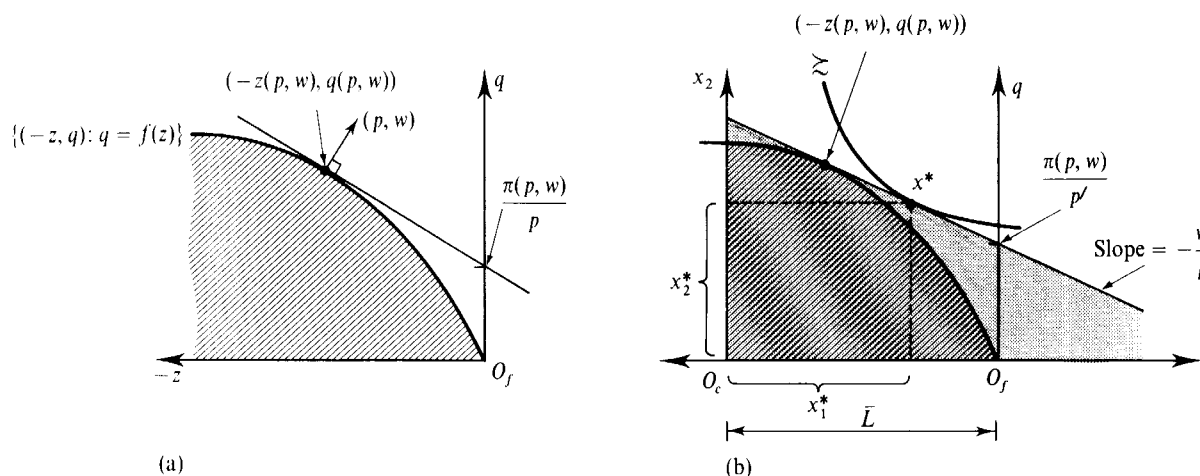 (−z(p, w), q(p, w))
{(−z, q): q = f(z)}
(p, w)
q
π(p, w)
p
−z
O_f
(a)
(−z(p, w), q(p, w))
≿
x₂
q
x*
π(p, w)
p
Slope = −
x₂*
O_c
x₁*
O_f
L̄
(b)